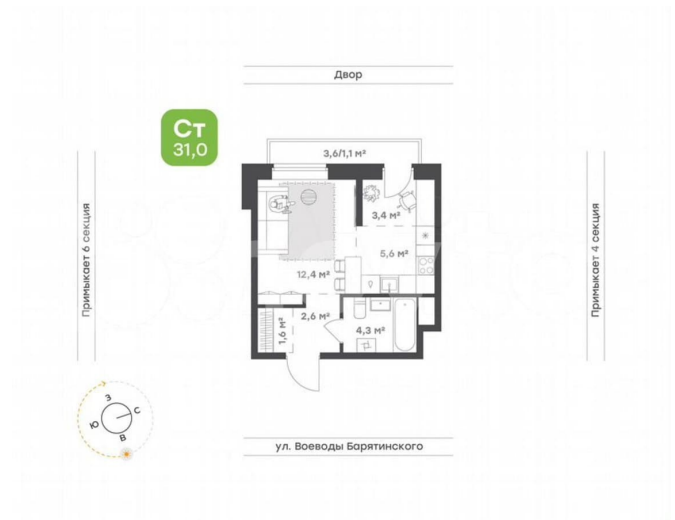 Двор
Ст
31,0
3,6/1,1 м²
3,4 м²
5,6 м²
12,4 м²
2,6 м²
1,6 м²
4,3 м²
Примыкает 6 секция
Примыкает 4 секция
З
С
Ю
В
ул. Воеводы Барятинского